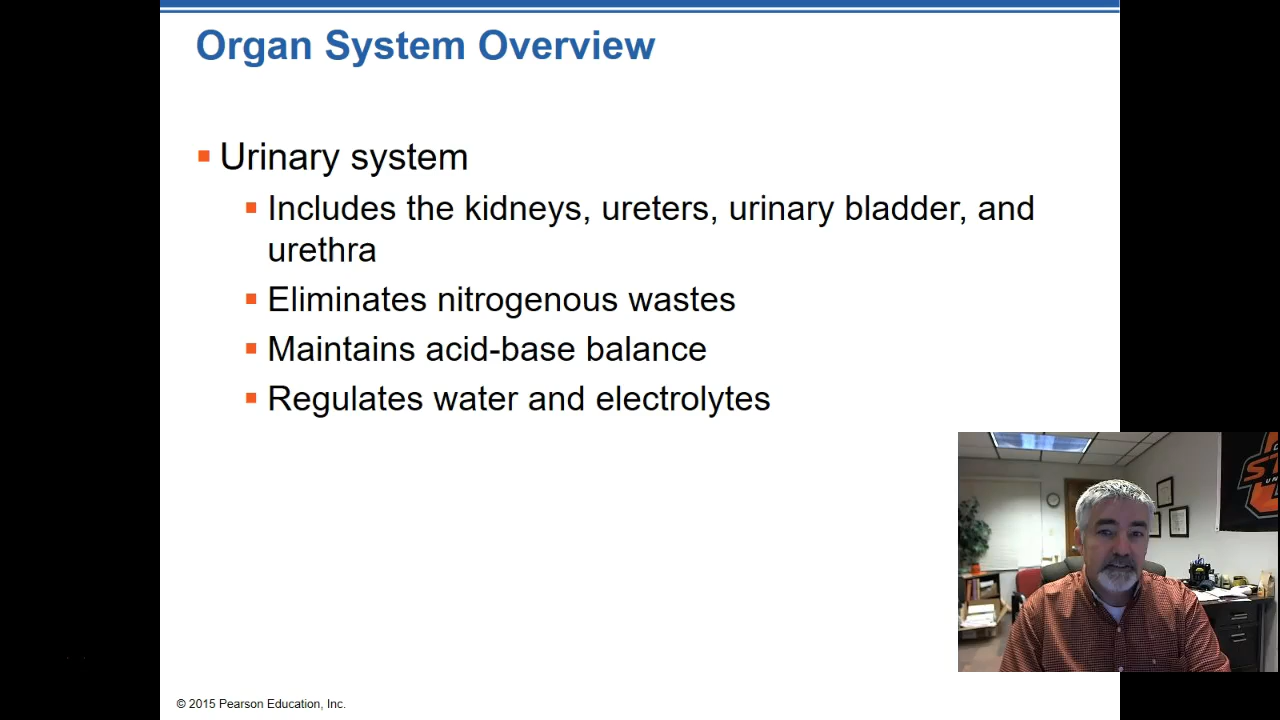 Organ System Overview
Urinary system
Includes the kidneys, ureters, urinary bladder, and
urethra
Eliminates nitrogenous wastes
Maintains acid-base balance
Regulates water and electrolytes
© 2015 Pearson Education, Inc.